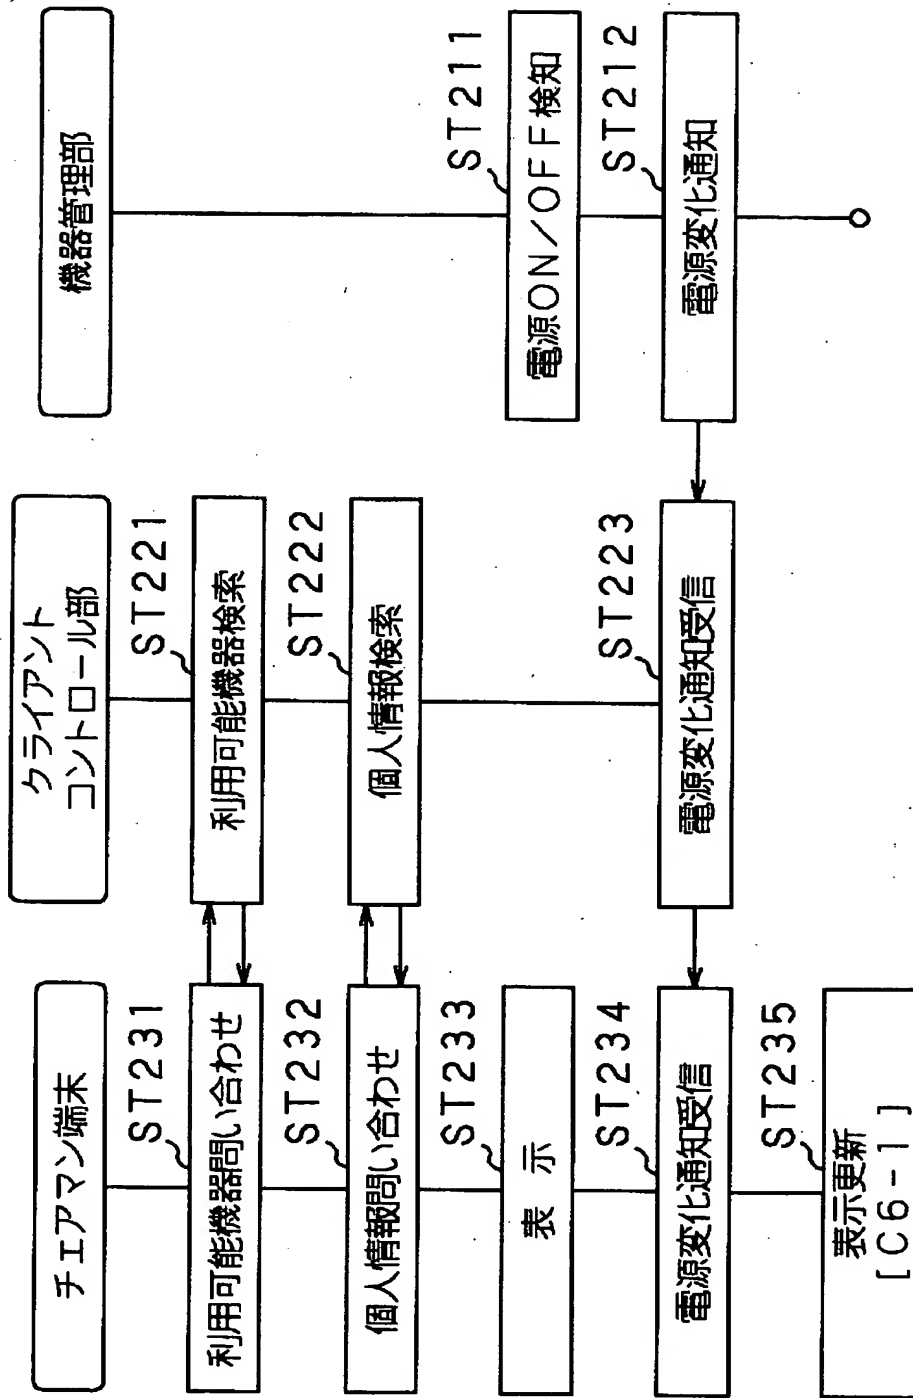 チェアマン端末
ST231
利用可能機器問い合わせ
ST232
個人情報問い合わせ
ST233
表 示
ST234
電源変化通知受信
ST235
表示更新
[C6-1]
クライアント
コントロール部
ST221
利用可能機器検索
ST222
個人情報検索
ST223
電源変化通知受信
機器管理部
ST211
電源ON/OFF検知
ST212
電源変化通知